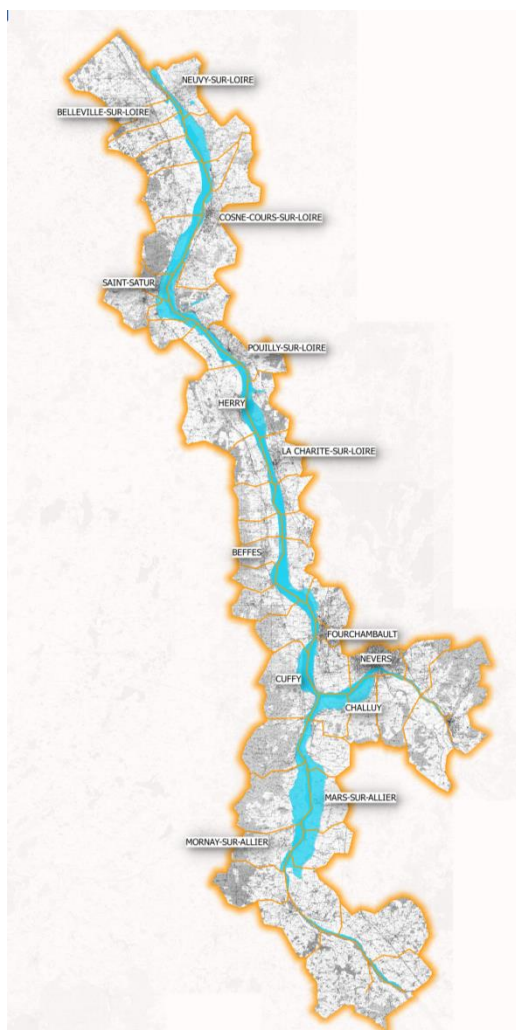 NEUVY-SUR-LOIRE
BELLEVILLE-SUR-LOIRE
COSNE-COURS-SUR-LOIRE
SAINT-SATUR
POUILLY-SUR-LOIRE
HERRY
LA CHARITE-SUR-LOIRE
BEFFES
FOURCHAMBAULT
NEVERS
CUFFY
CHALLUY
MARS-SUR-ALLIER
MORNAY-SUR-ALLIER